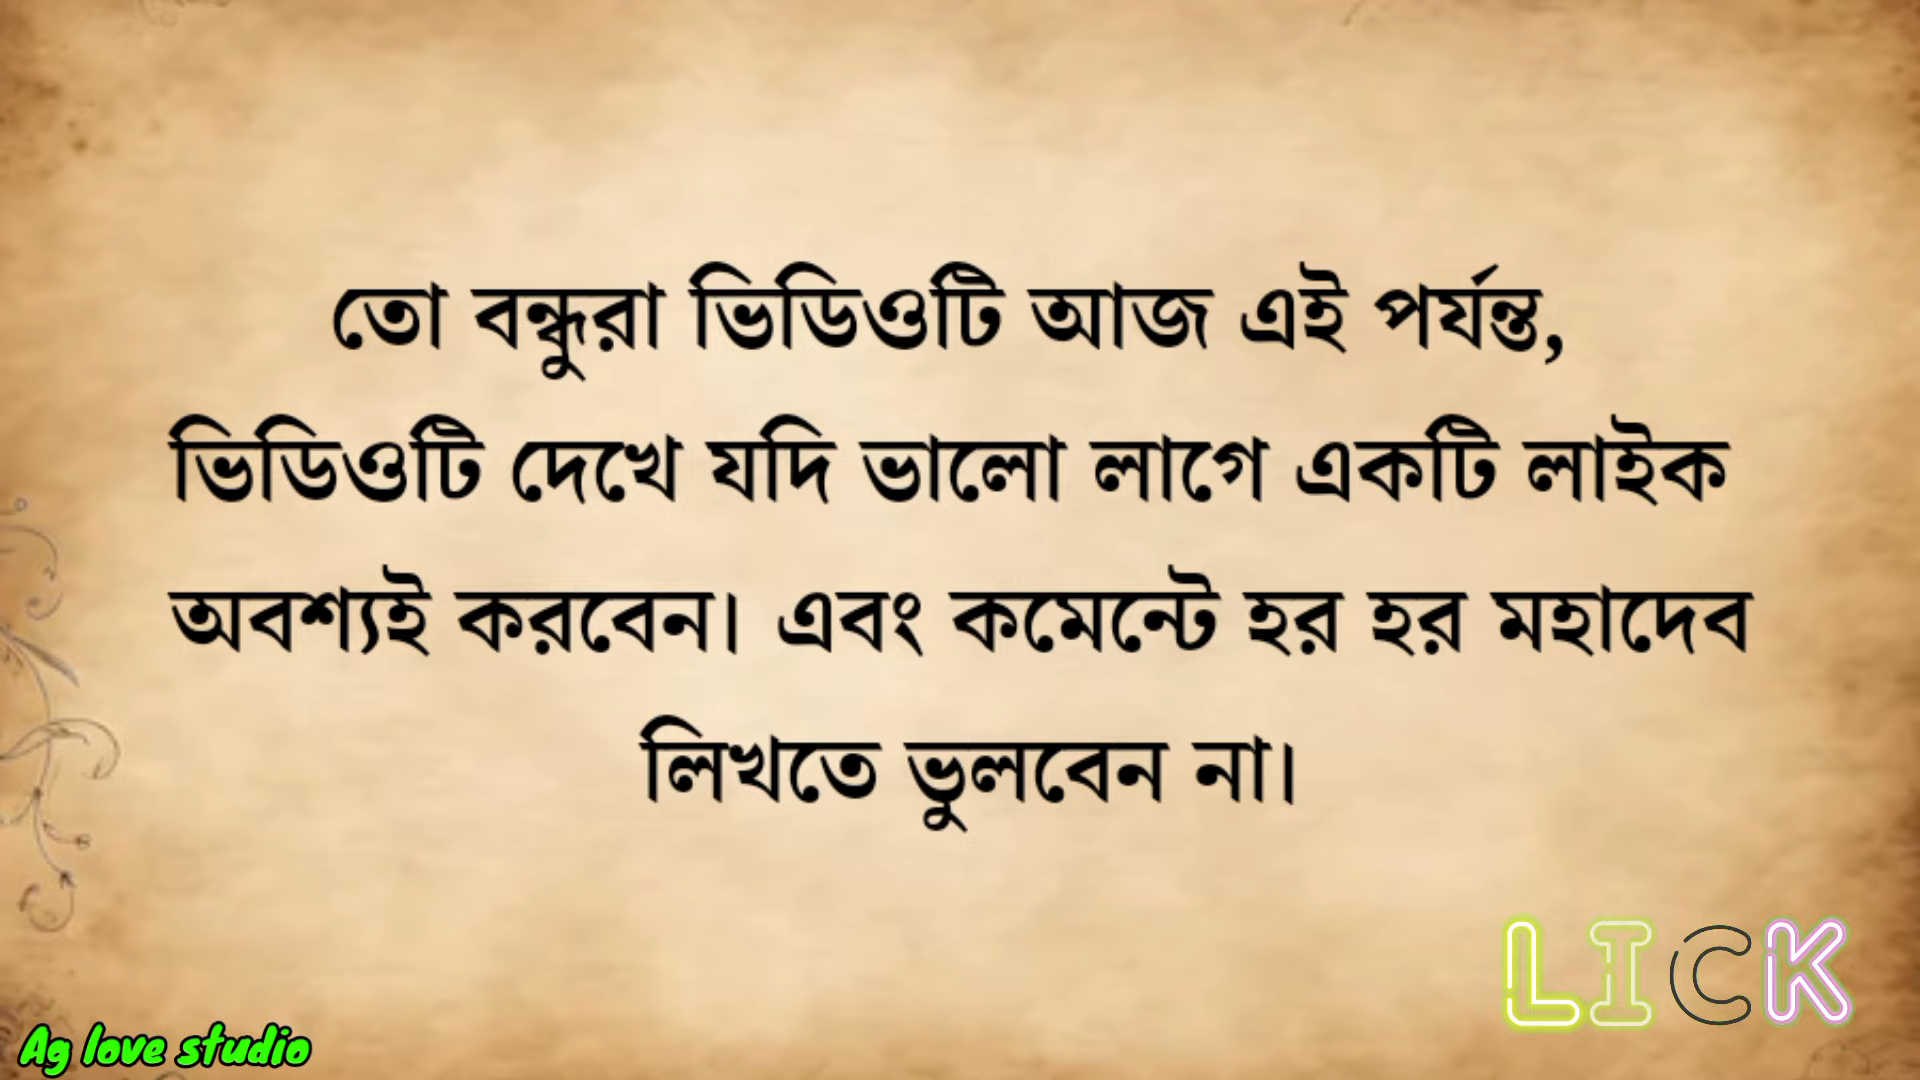 তো বন্ধুরা ভিডিওটি আজ এই পর্যন্ত,
ভিডিওটি দেখে যদি ভালো লাগে একটি লাইক
অবশ্যই করবেন। এবং কমেন্টে হর হর মহাদেব
লিখতে ভুলবেন না।
LICK
Ag love studio